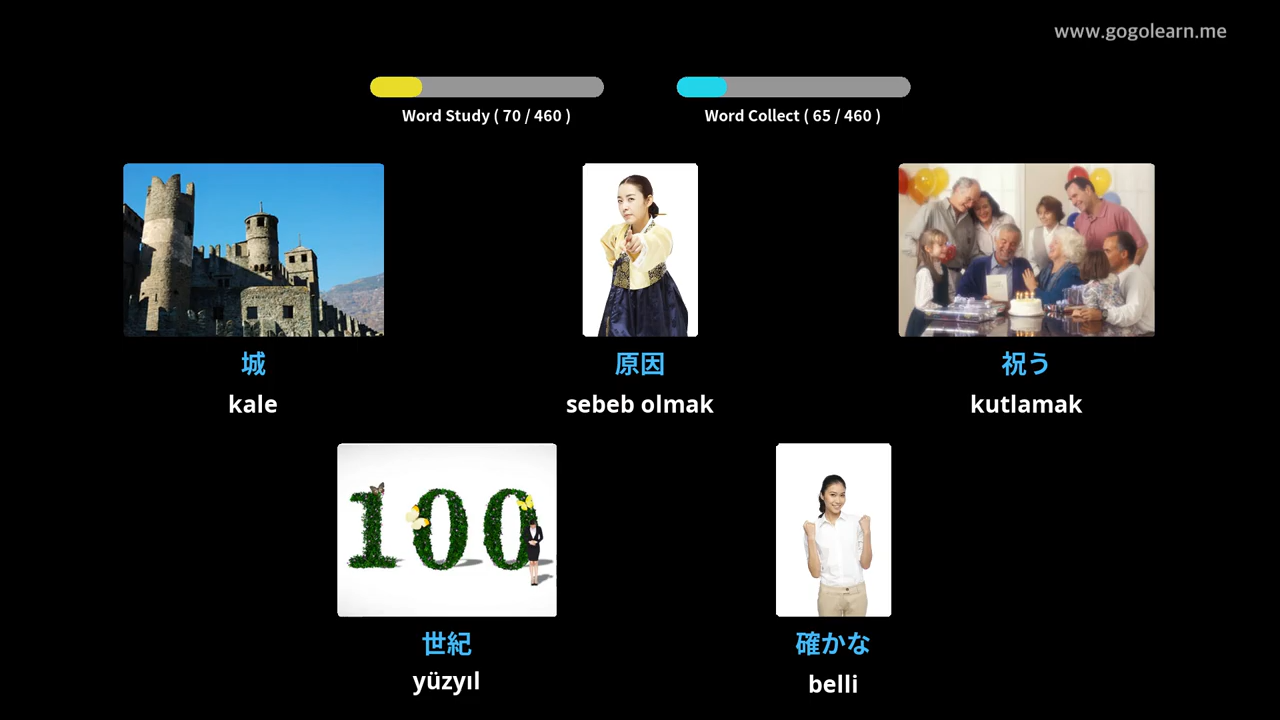 www.gogolearn.me
Word Study ( 70 / 460 )
Word Collect ( 65 / 460 )
城
kale
原因
sebeb olmak
祝う
kutlamak
100
世紀
yüzyıl
確かな
belli